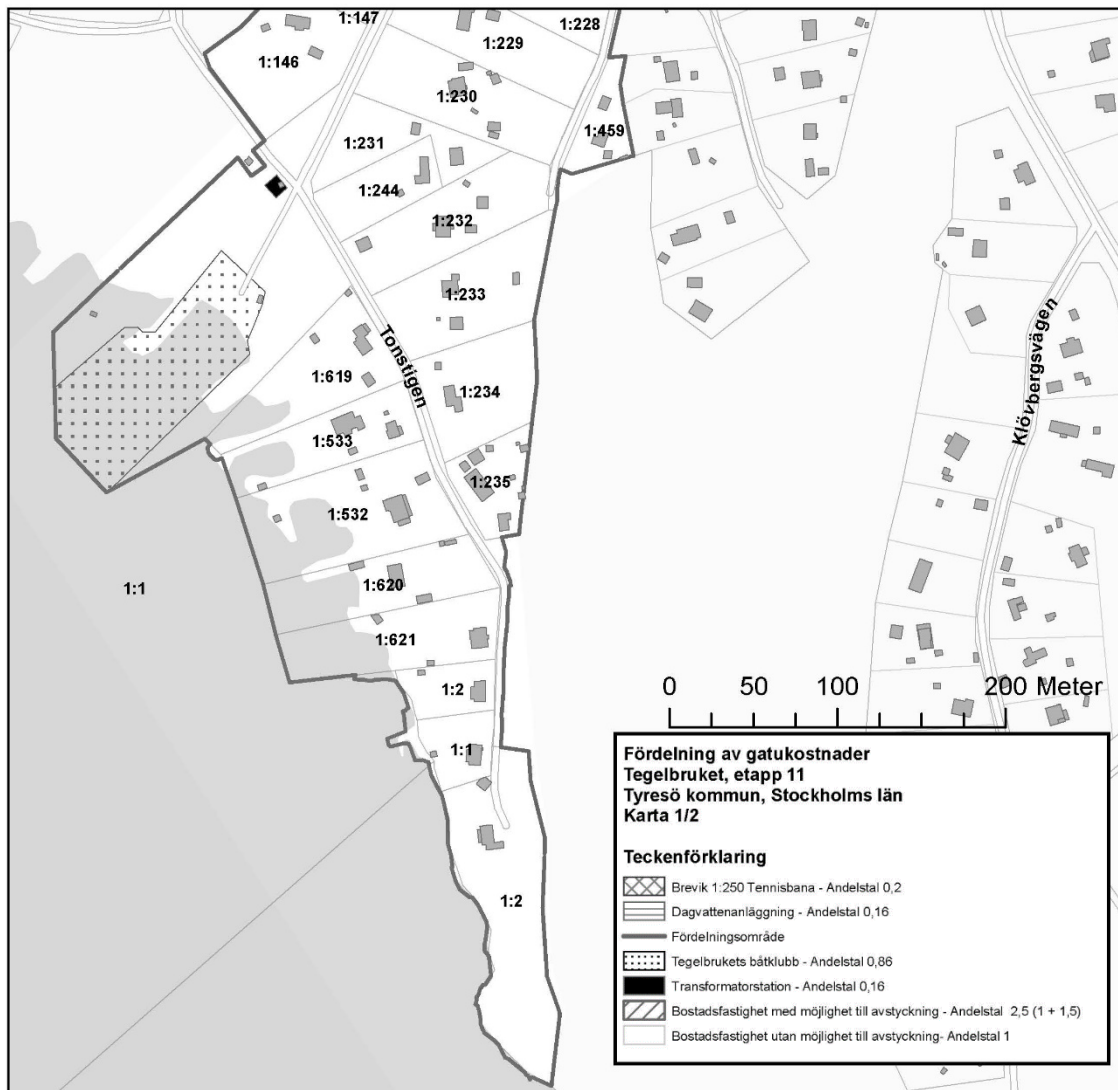 1:147
1:228
1:229
1:146
1:230
1:459
1:231
1:244
1:232
1:233
Tonstigen
Klövbergsvägen
1:619
1:234
1:533
1:235
1:532
1:1
1:620
1:621
1:2
0 50 100 200 Meter
1:1
1:2
Fördelning av gatukostnader
Tegelbruket, etapp 11
Tyresö kommun, Stockholms län
Karta 1/2
Teckenförklaring
Brevik 1:250 Tennisbana - Andelstal 0,2
Dagvattenanläggning - Andelstal 0,16
Fördelningsområde
Tegelbrukets båtklubb - Andelstal 0,86
Transformatorstation - Andelstal 0,16
Bostadsfastighet med möjlighet till avstyckning - Andelstal 2,5 (1 + 1,5)
Bostadsfastighet utan möjlighet till avstyckning- Andelstal 1